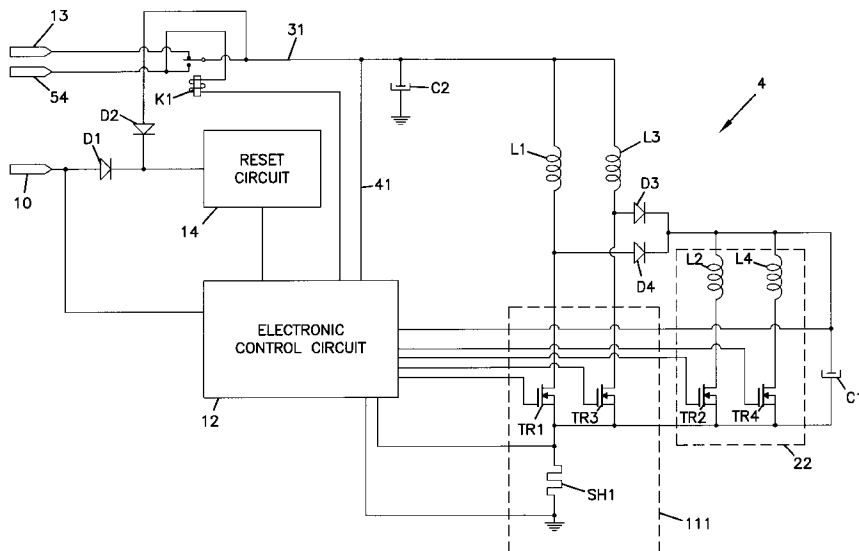 13
31
54
K1
C2
4
D2
D1
L1
L3
RESET
CIRCUIT
10
14
41
D3
D4
L2
L4
ELECTRONIC
CONTROL CIRCUIT
12
TR1
TR3
TR2
TR4
C1
22
SH1
111